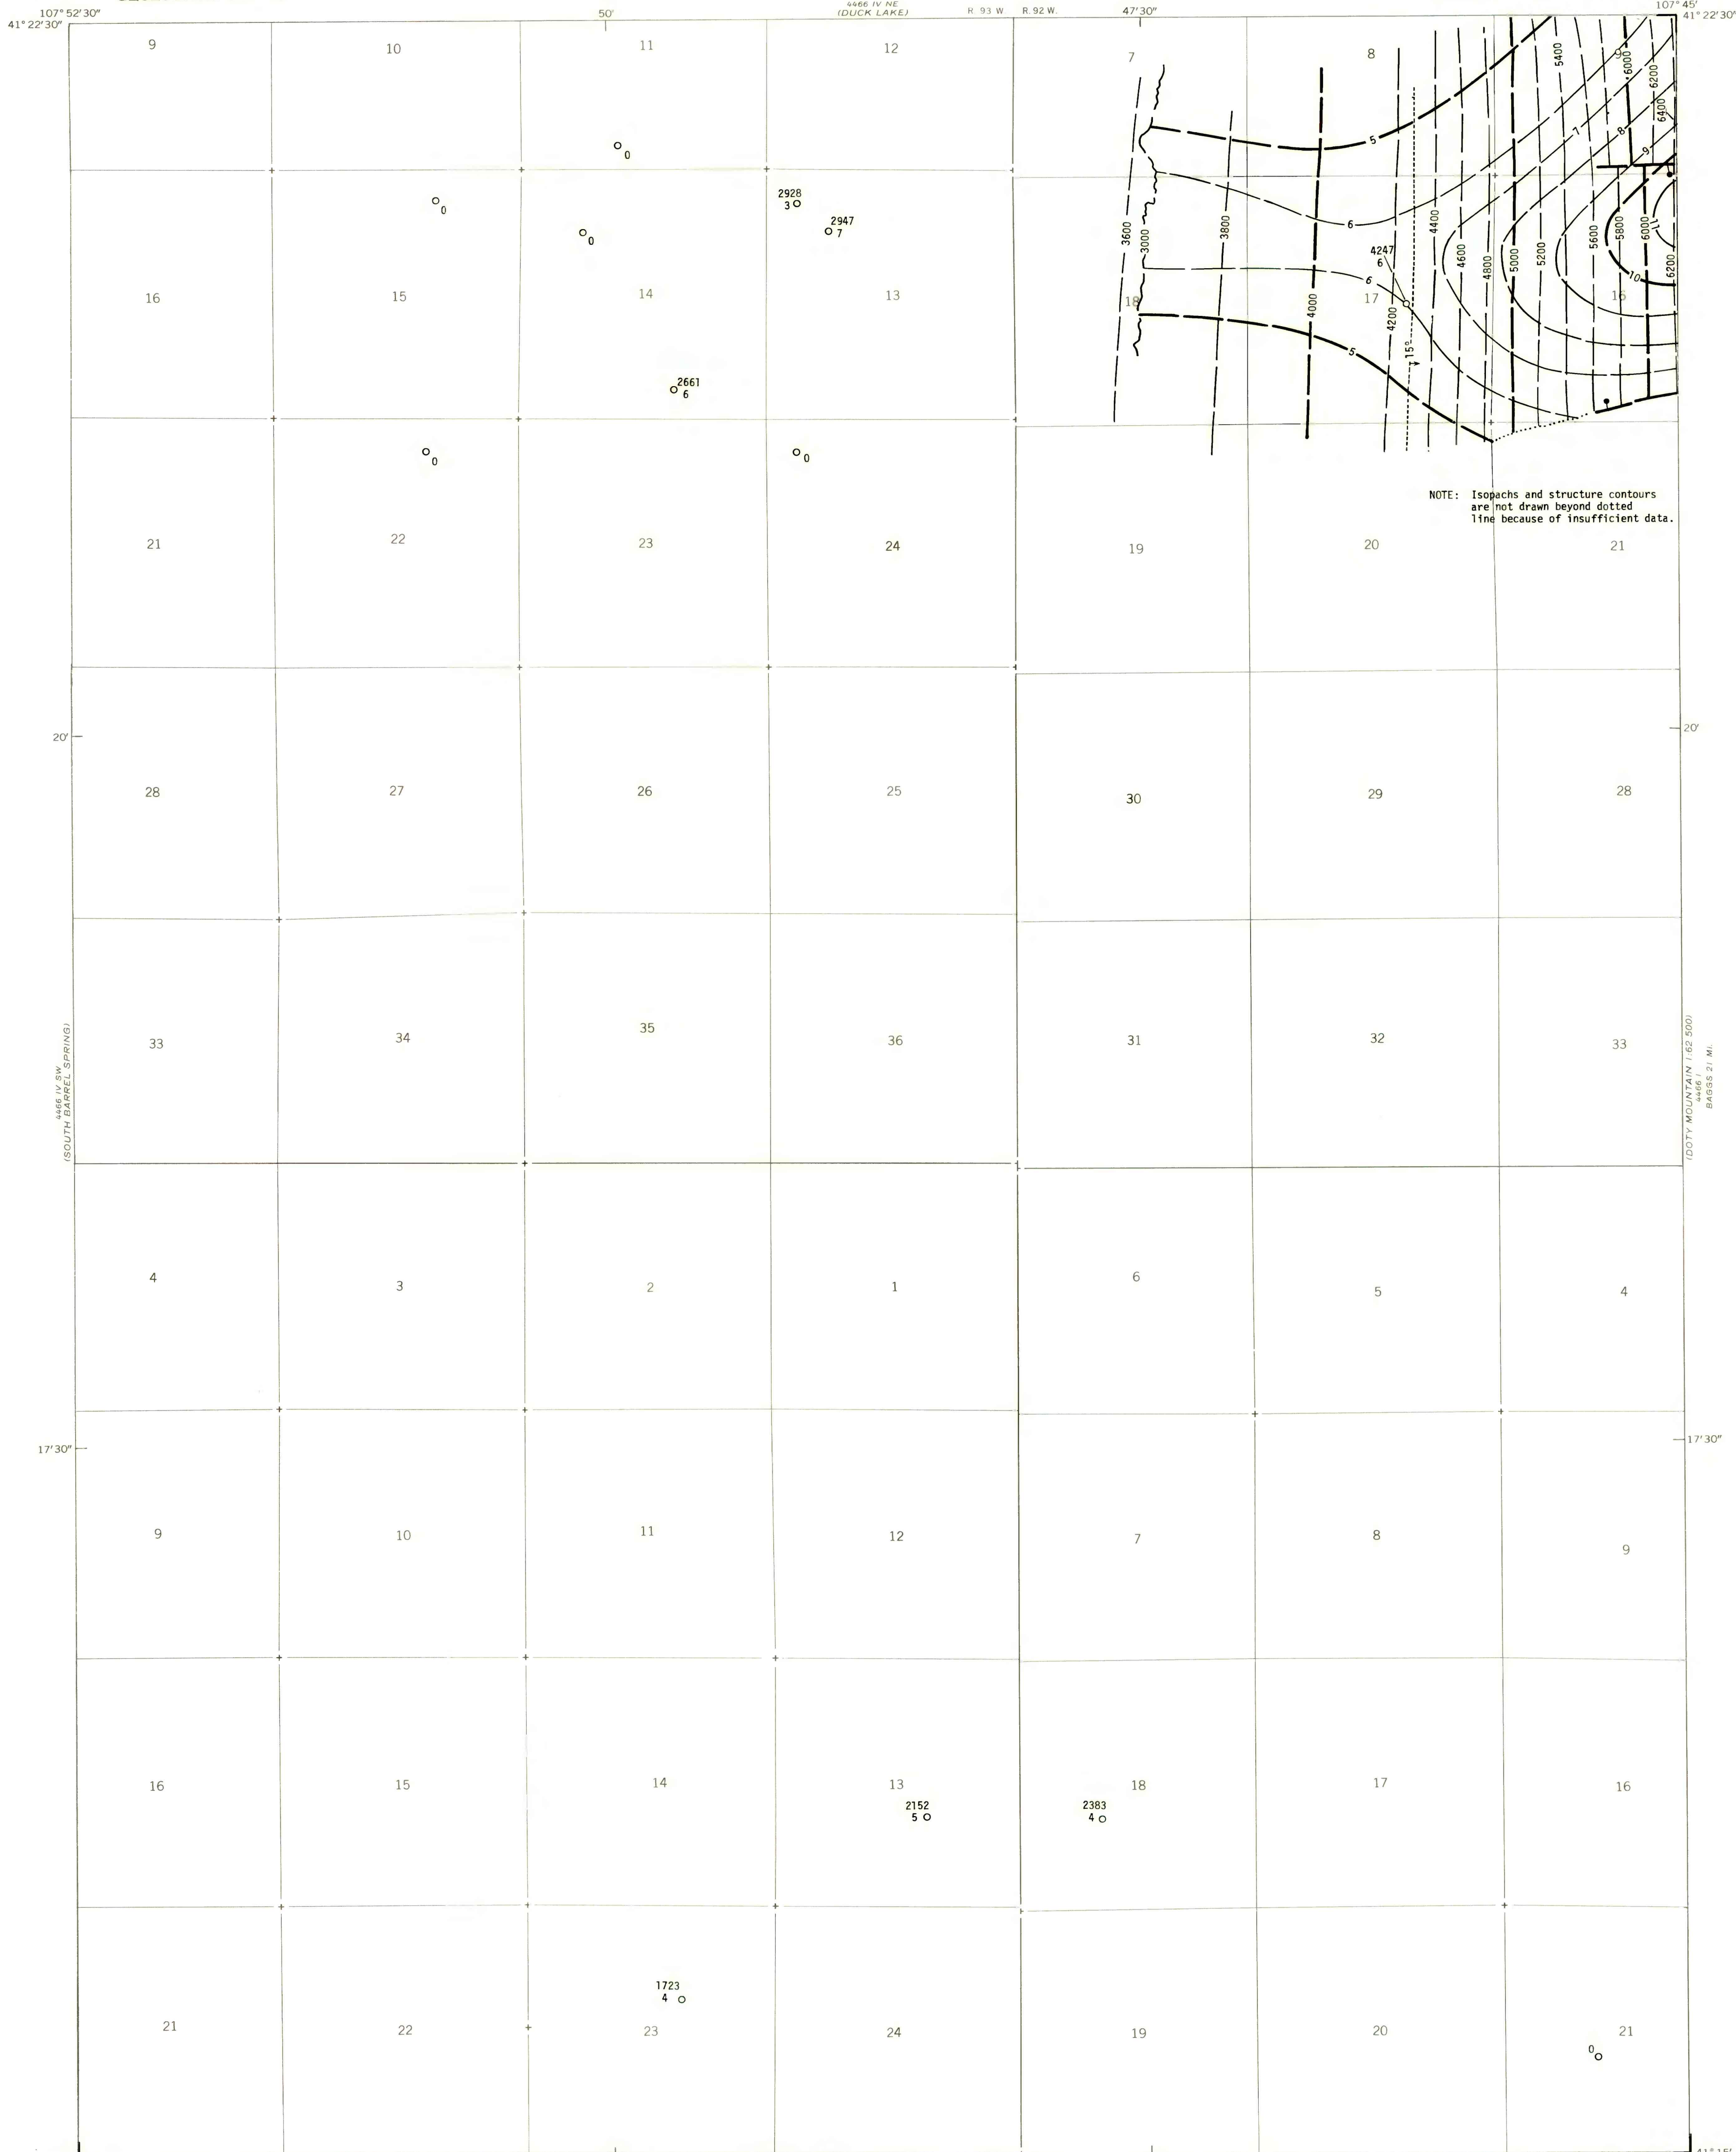 4466 IV NE
107° 52' 30" 50' (DUCK LAKE) R. 93 W. R. 92 W. 47' 30" 107° 45'
41° 22' 30" 41° 22' 30"
9 10 11 12 7 8 9
5400 6000 6200 6400
5 7 8 9
0
0 0
2928
3
2947
7
3600 3000 3800 6 4400 4600 4800 5000 5200 5600 5800 6000 6200 11
4247
6
6 10
16 15 14 13 18 4000 4200 17 16
5 15°
2661
6
0 0
NOTE: Isopachs and structure contours
are not drawn beyond dotted
line because of insufficient data.
21 22 23 24 19 20 21
20' 20'
28 27 26 25 30 29 28
33 34 35 36 31 32 33
4466 IV SW
(SOUTH BARREL SPRING)
(DOTY MOUNTAIN 1:62 500)
4466 I
BAGGS 21 MI.
4 3 2 1 6 5 4
17' 30" 17' 30"
9 10 11 12 7 8 9
16 15 14 13 18 17 16
2152
5
2383
4
1723
4
21 22 23 24 19 20 21
0